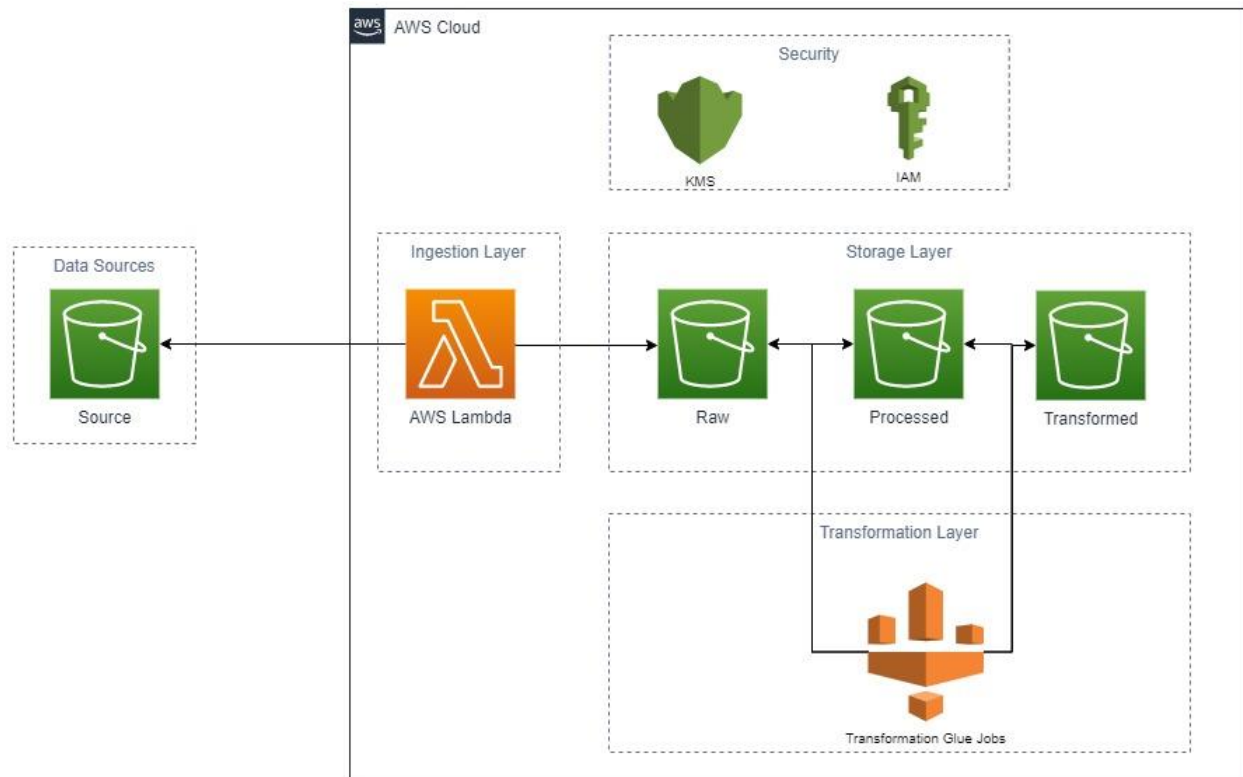 aws
AWS Cloud
Security
KMS
IAM
Data Sources
Source
Ingestion Layer
AWS Lambda
Storage Layer
Raw
Processed
Transformed
Transformation Layer
Transformation Glue Jobs